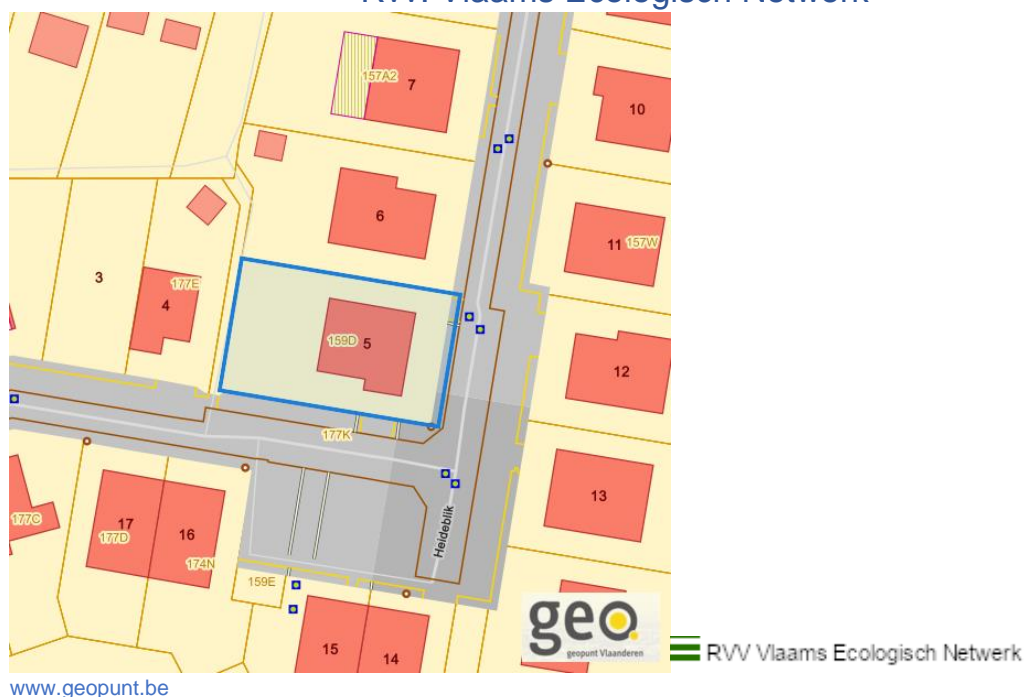 RVV Vlaams Ecologisch Netwerk
157A2
7
10
6
11 157W
3
177E
4
159D 5
12
177K
13
177C
17
177D
16
174N
Heideblik
159E
15
14
geo
geopunt Vlaanderen
RVV Vlaams Ecologisch Netwerk
www.geopunt.be